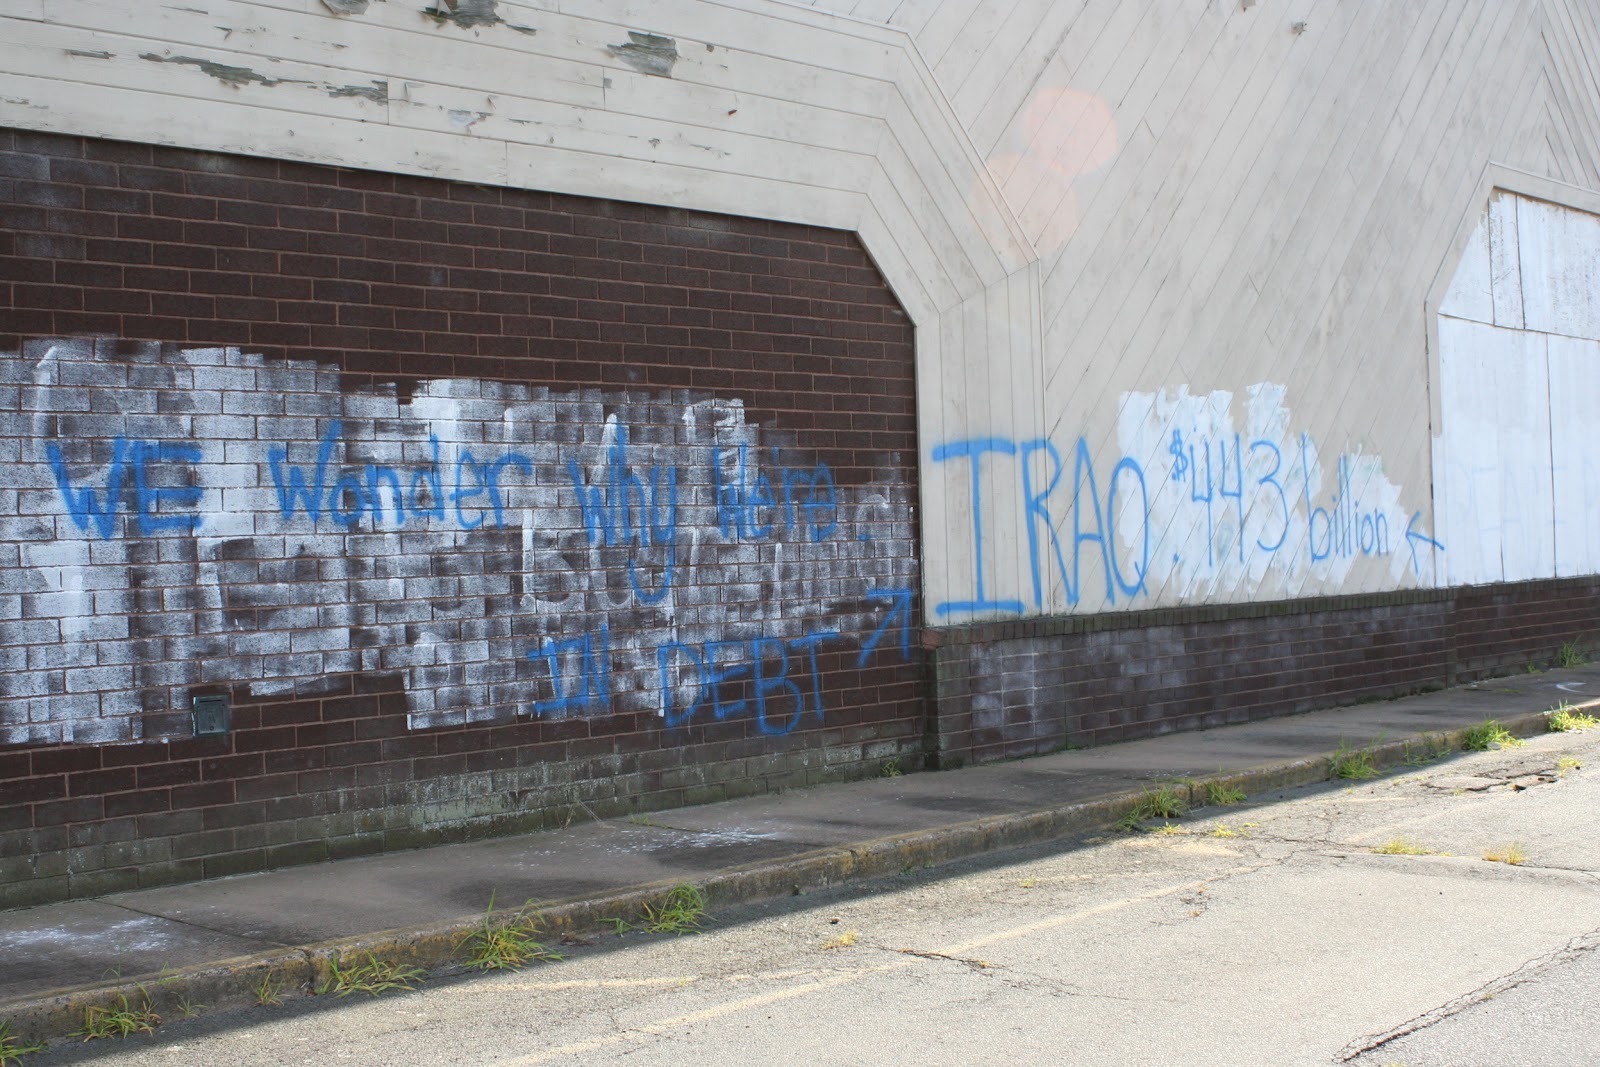 WE Wonder Why We're.
IN DEBT
IRAQ. $443 billion